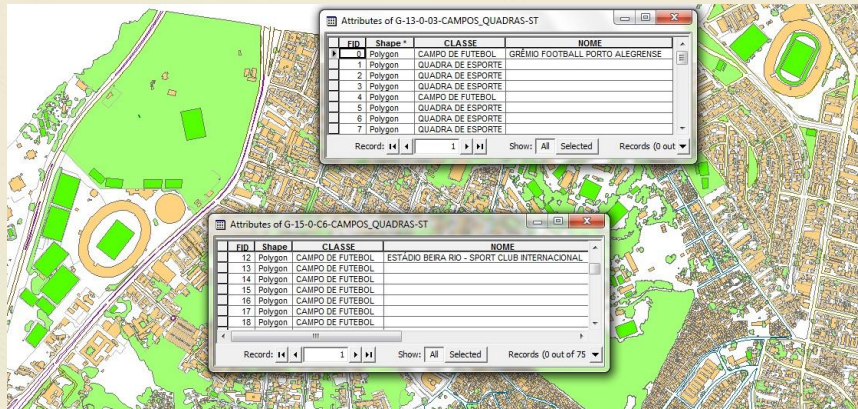 Attributes of G-13-0-03-CAMPOS_QUADRAS-ST
FID Shape * CLASSE NOME
0 Polygon CAMPO DE FUTEBOL GRÊMIO FOOTBALL PORTO ALEGRENSE
1 Polygon QUADRA DE ESPORTE
2 Polygon QUADRA DE ESPORTE
3 Polygon QUADRA DE ESPORTE
4 Polygon CAMPO DE FUTEBOL
5 Polygon QUADRA DE ESPORTE
6 Polygon QUADRA DE ESPORTE
7 Polygon QUADRA DE ESPORTE
Record: 1 Show: All Selected Records (0 out
Attributes of G-15-0-C6-CAMPOS_QUADRAS-ST
FID Shape CLASSE NOME
12 Polygon CAMPO DE FUTEBOL ESTÁDIO BEIRA RIO - SPORT CLUB INTERNACIONAL
13 Polygon CAMPO DE FUTEBOL
14 Polygon CAMPO DE FUTEBOL
15 Polygon CAMPO DE FUTEBOL
16 Polygon CAMPO DE FUTEBOL
17 Polygon CAMPO DE FUTEBOL
18 Polygon CAMPO DE FUTEBOL
Record: 1 Show: All Selected Records (0 out of 75